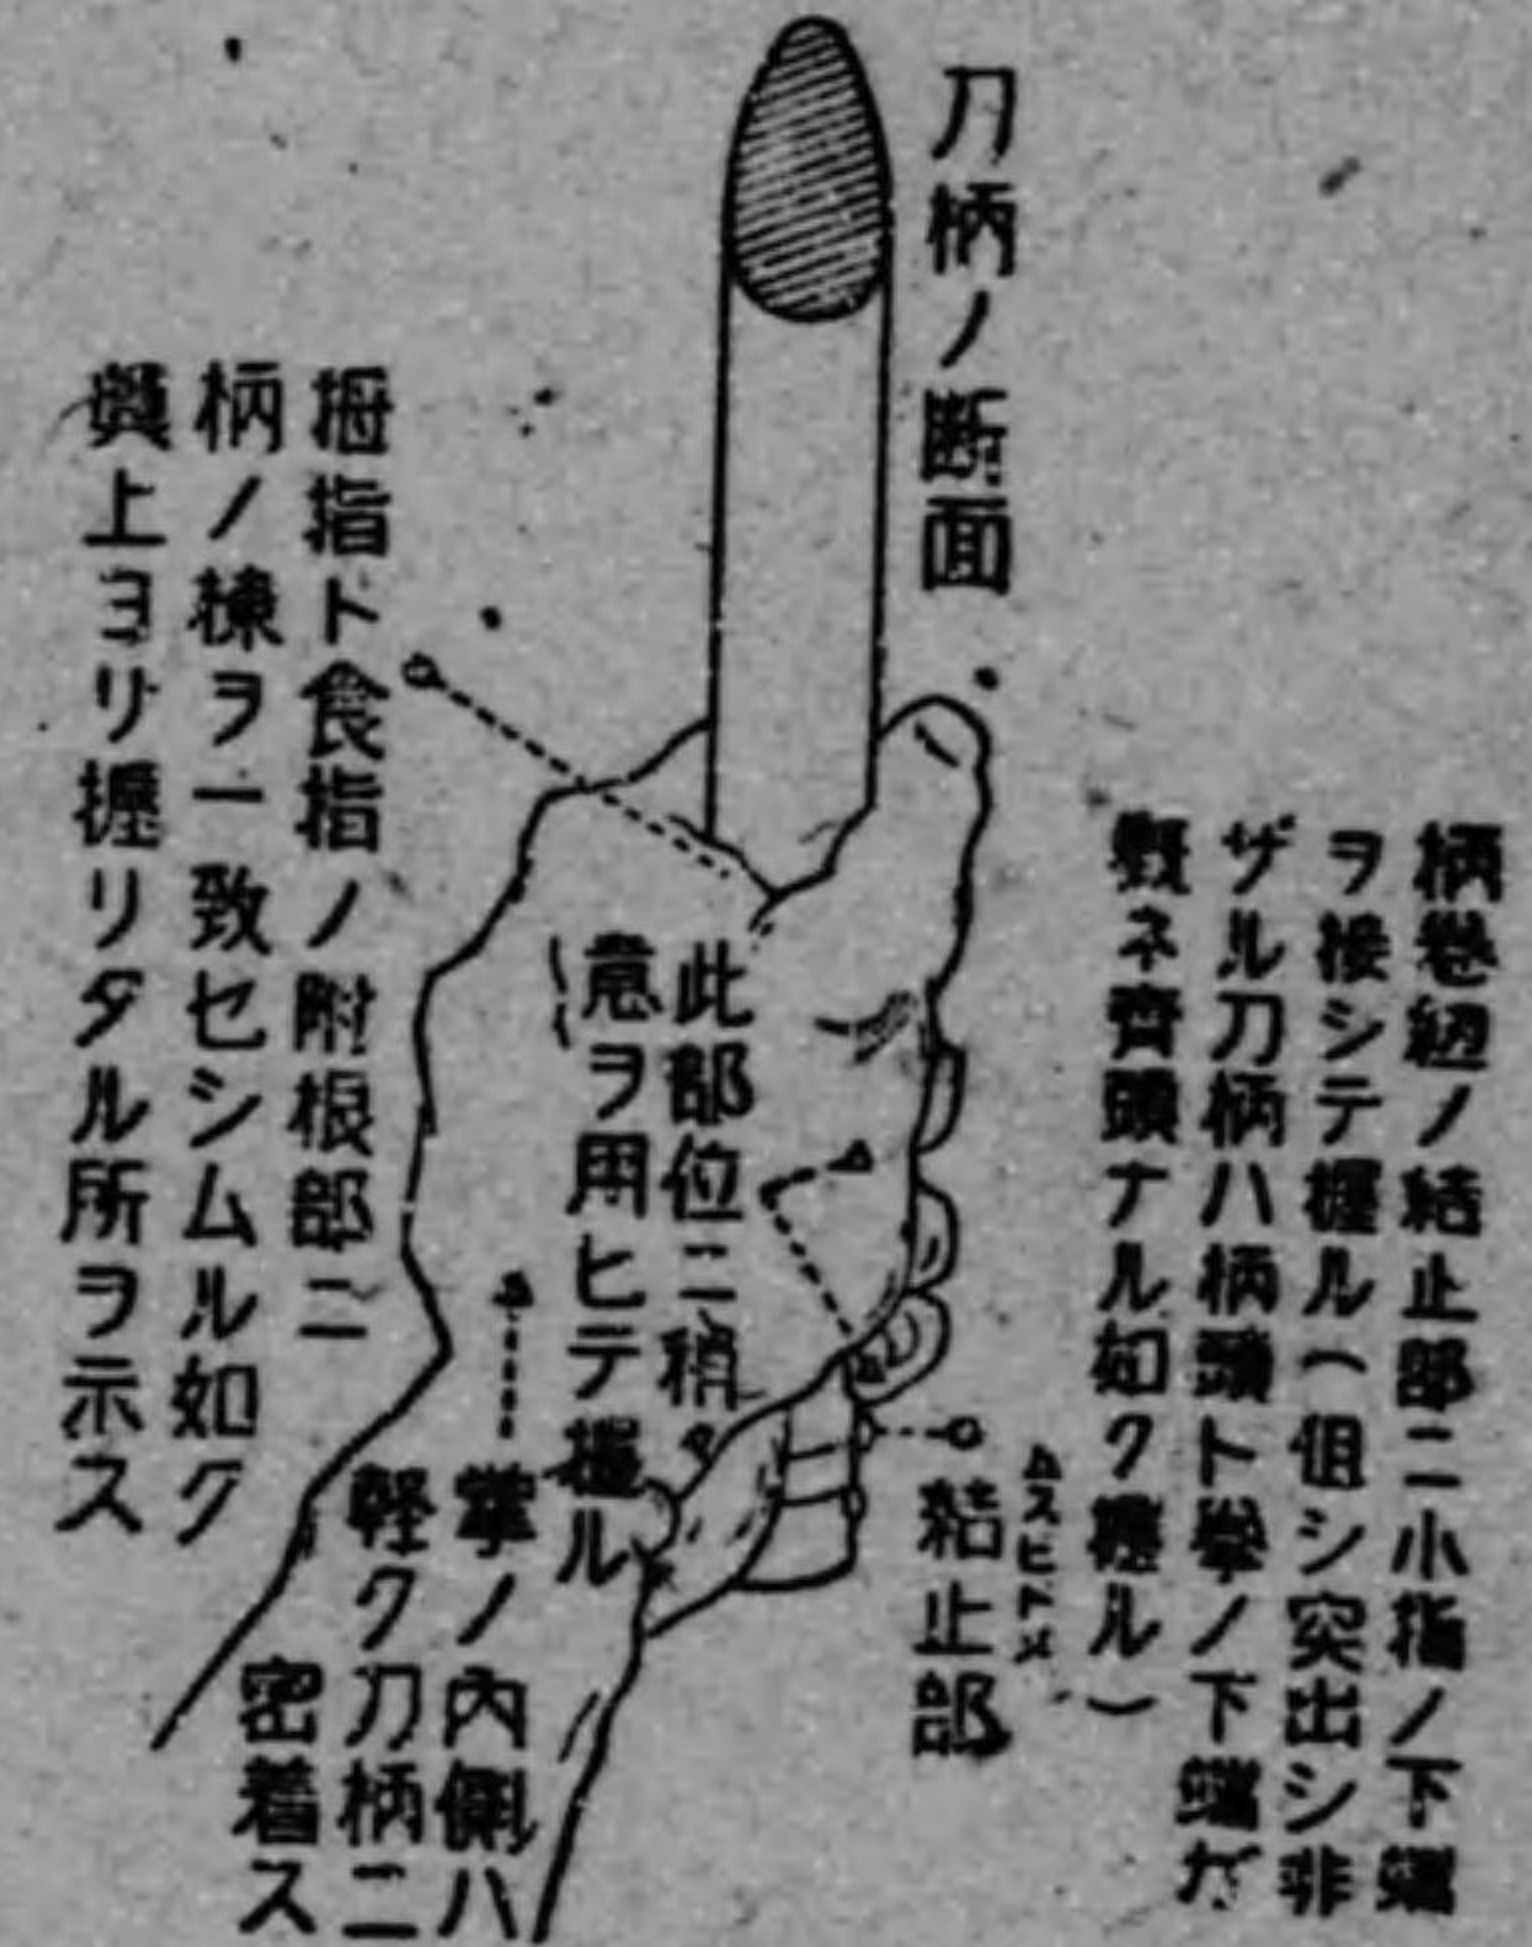 刀柄ノ断面
柄巻紐ノ結止部ニ小指ノ下端
ヲ接シテ握ル(但シ突出シ非
ザル刀柄ハ柄頭ト拳ノ下端ガ
概ネ齊頭ナル如ク握ル)
ムスビドメ
結止部
此部位ニ稍々
意ヲ用ヒテ握ル
掌ノ内側ハ
軽ク刀柄ニ
密着ス
拇指ト食指ノ附根部ニ
柄ノ棟ヲ一致セシムル如ク
眞上ヨリ握リタル所ヲ示ス